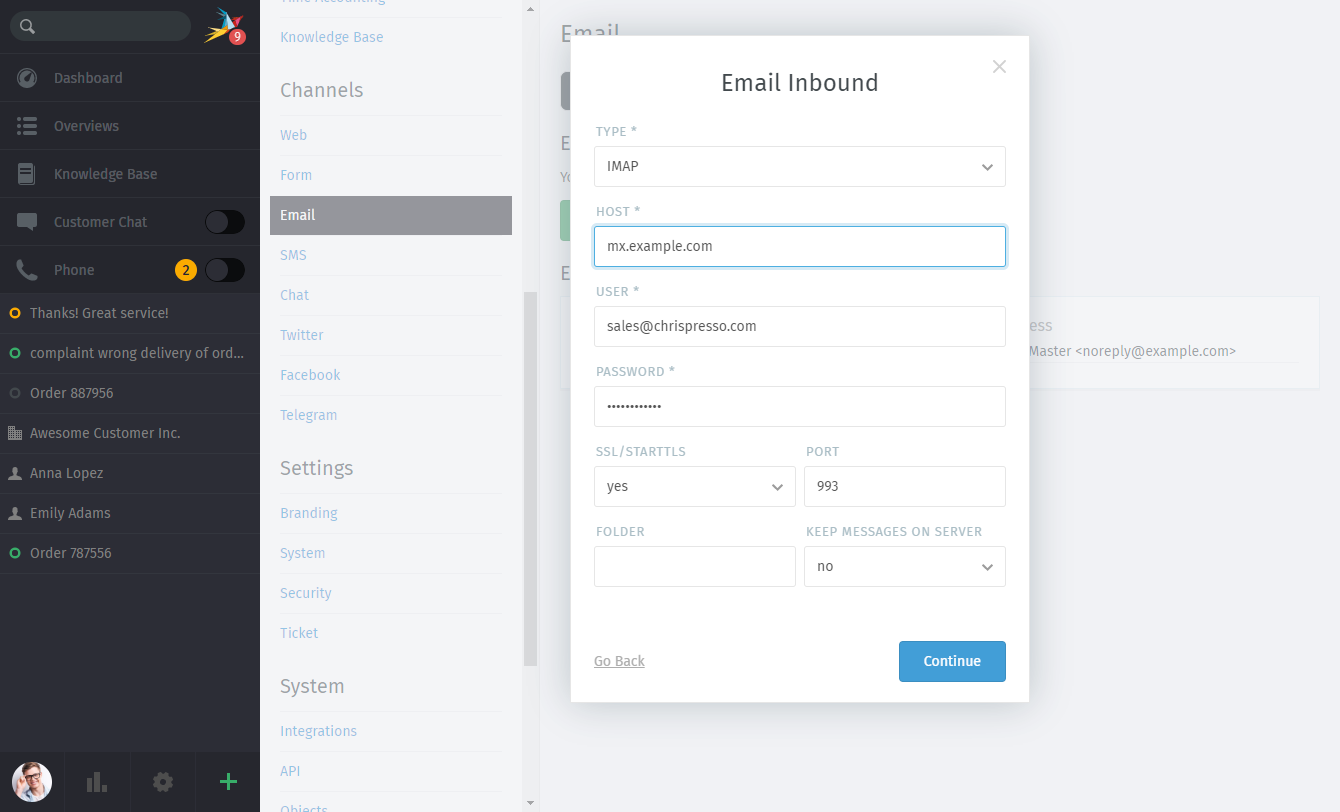 9
Dashboard
Overviews
Knowledge Base
Customer Chat
Phone 2
Thanks! Great service!
complaint wrong delivery of ord...
Order 887956
Awesome Customer Inc.
Anna Lopez
Emily Adams
Order 787556
Time Accounting
Knowledge Base
Channels
Web
Form
Email
SMS
Chat
Twitter
Facebook
Telegram
Settings
Branding
System
Security
Ticket
System
Integrations
API
Objects
Email
Email Inbound
TYPE *
IMAP
HOST *
mx.example.com
USER *
sales@chrispresso.com
PASSWORD *
••••••••••••
SSL/STARTTLS PORT
yes 993
FOLDER KEEP MESSAGES ON SERVER
no
Go Back Continue
ess
Master <noreply@example.com>